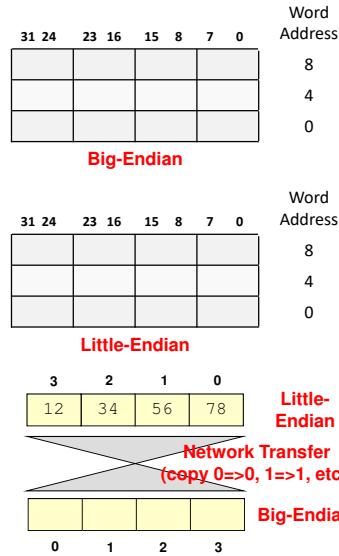 Word
Address
31 24 23 16 15 8 7 0
8
4
0
Big-Endian
Word
Address
31 24 23 16 15 8 7 0
8
4
0
Little-Endian
3 2 1 0
12 34 56 78
Little-
Endian
Network Transfer
(copy 0=>0, 1=>1, etc
Big-Endia
0 1 2 3